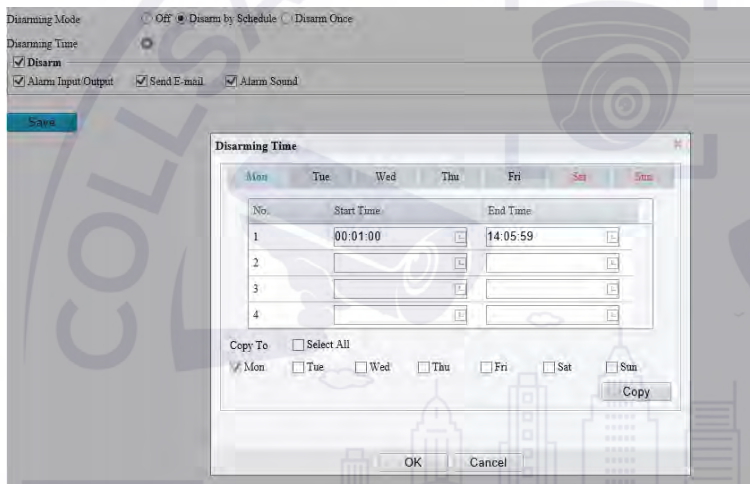 Disarming Mode Off Disarm by Schedule Disarm Once
Disarming Time
Disarm
Alarm Input/Output Send E-mail Alarm Sound
Save
Disarming Time
Mon Tue Wed Thu Fri Sat Sun
No. Start Time End Time
1 00:01:00 14:05:59
2
3
4
Copy To Select All
Mon Tue Wed Thu Fri Sat Sun
Copy
OK Cancel